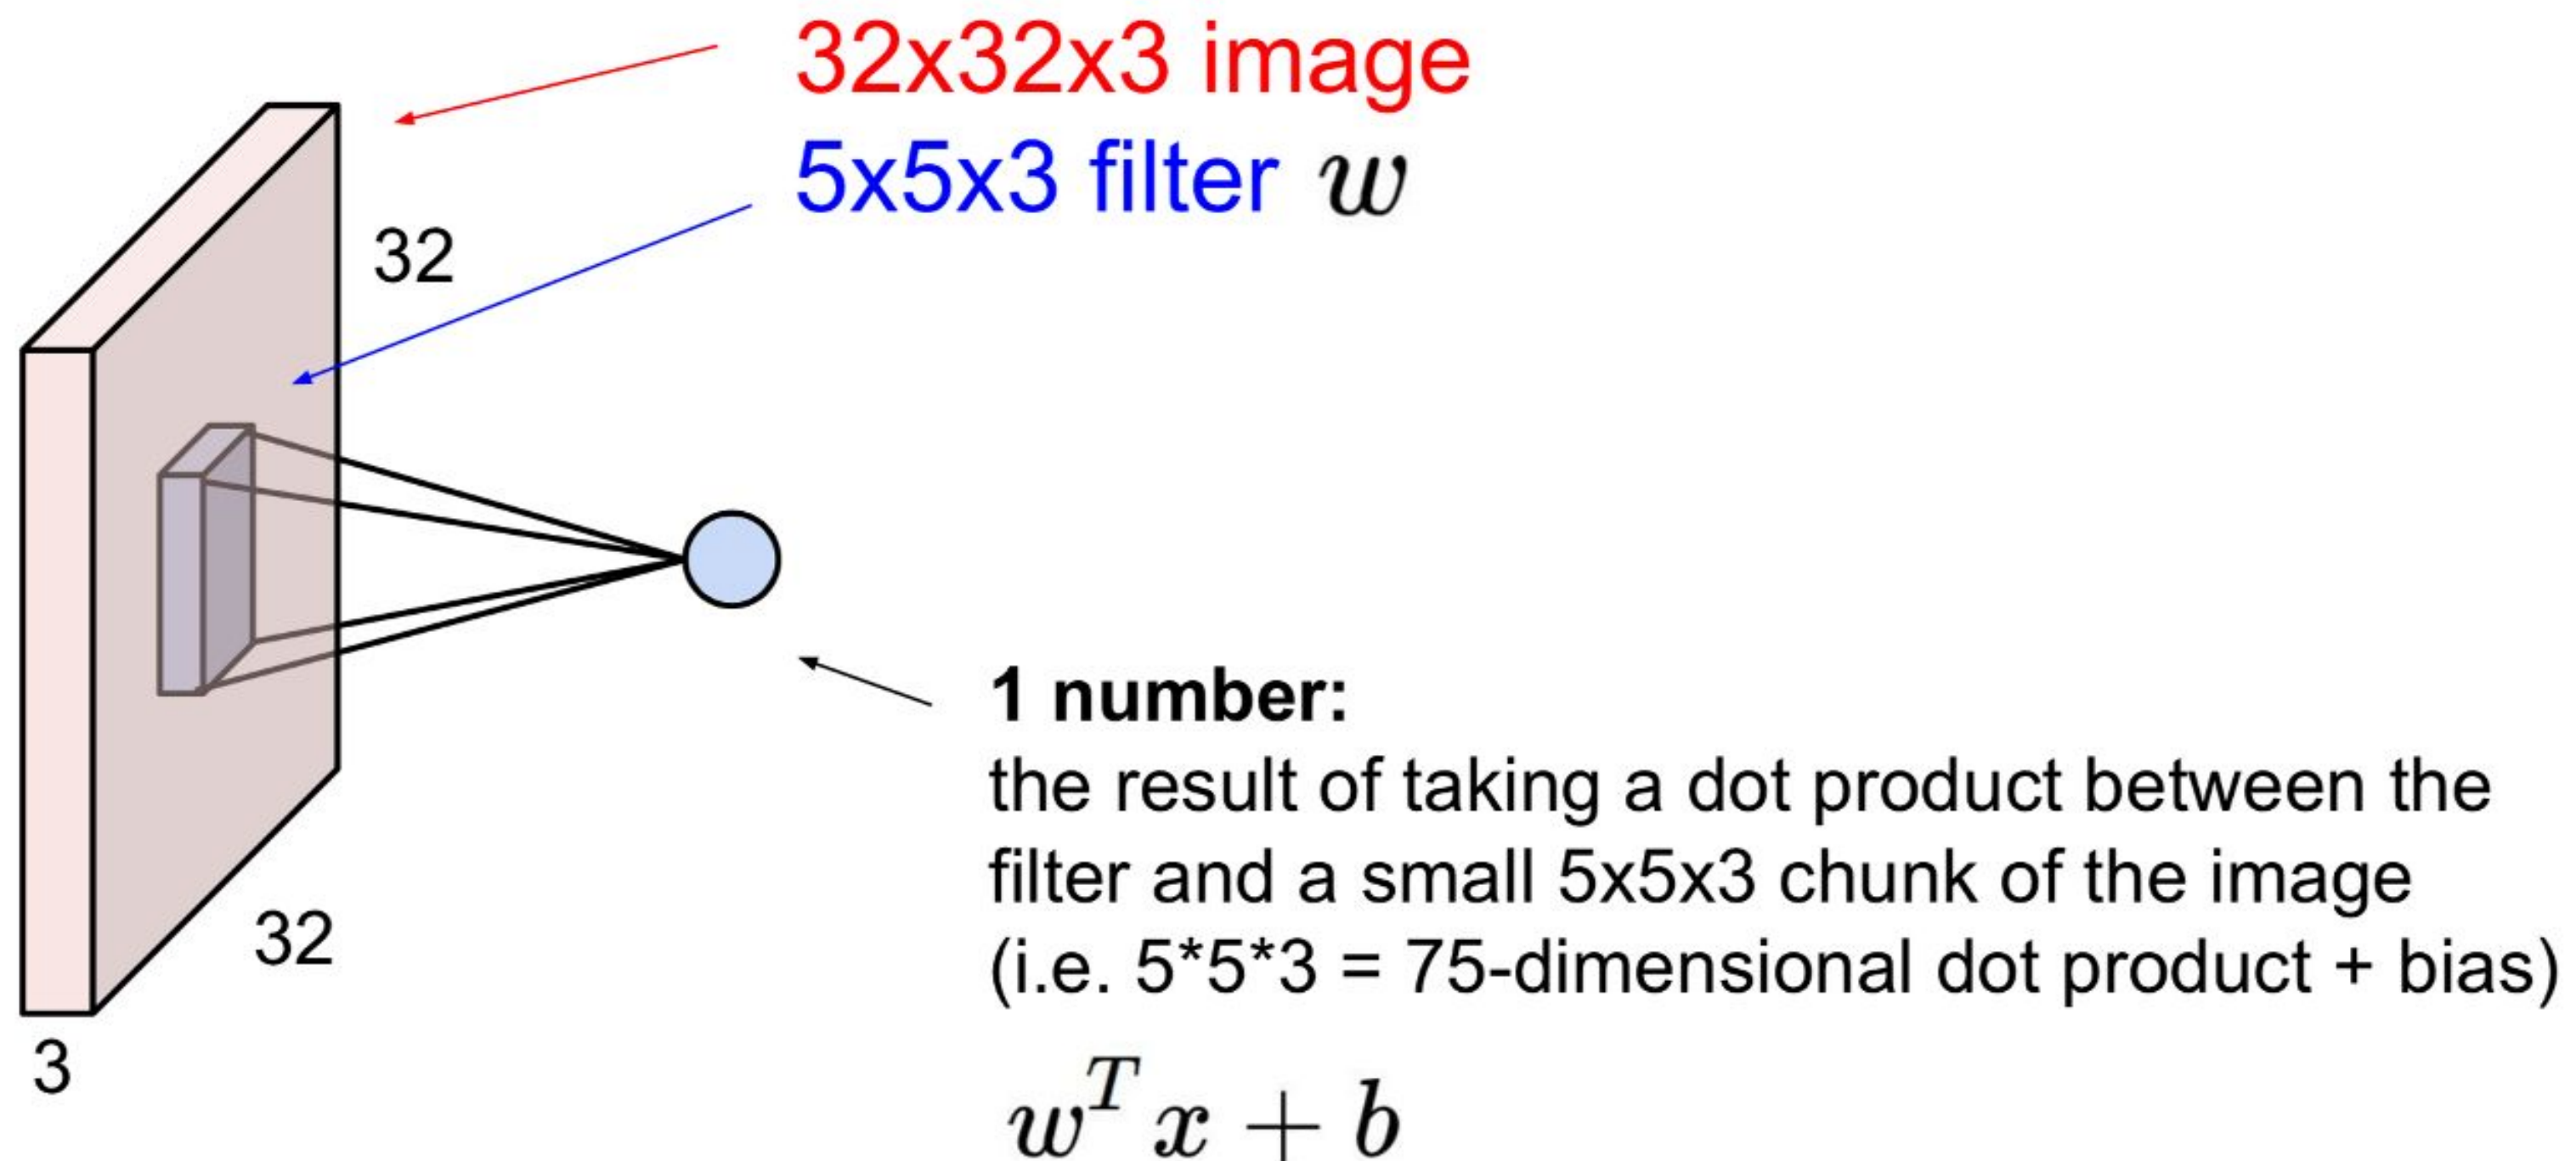 32x32x3 image
5x5x3 filter w
32
32
3
1 number:
the result of taking a dot product between the
filter and a small 5x5x3 chunk of the image
(i.e. 5*5*3 = 75-dimensional dot product + bias)
w^T x + b